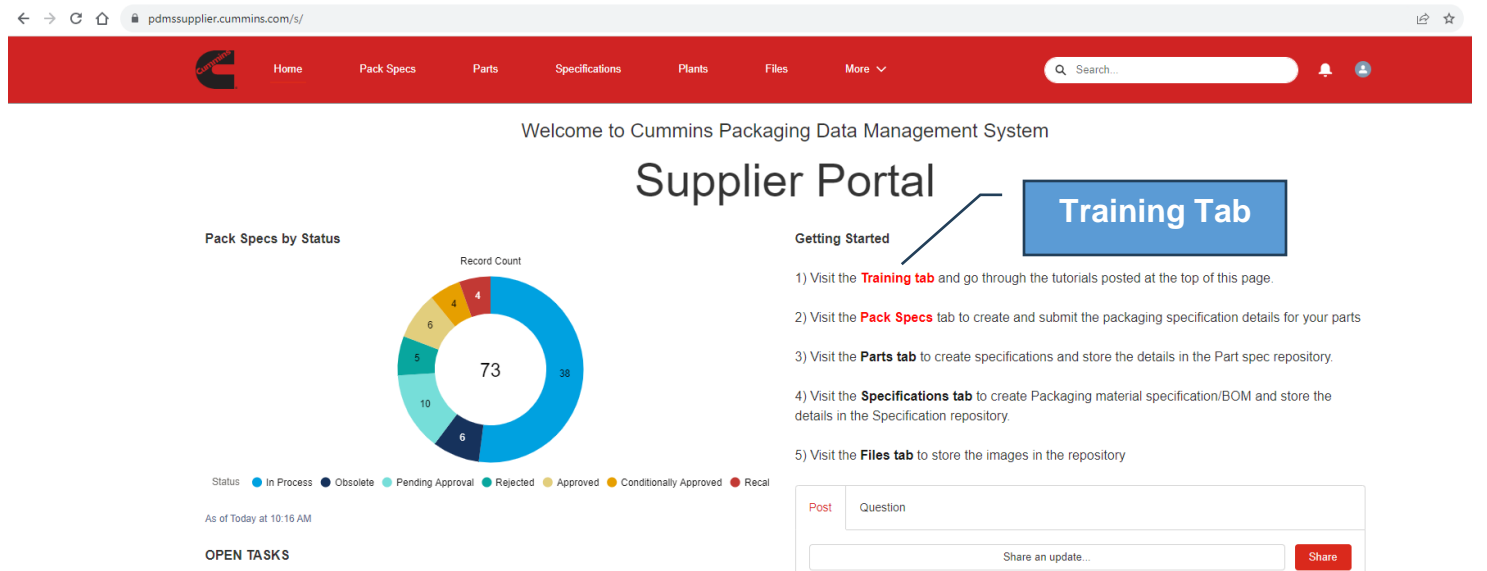 pdmssupplier.cummins.com/s/
Cummins
Home
Pack Specs
Parts
Specifications
Plants
Files
More
Search...
Welcome to Cummins Packaging Data Management System
Supplier Portal
Training Tab
Pack Specs by Status
Record Count
4
4
6
5
73
38
10
6
Status
In Process
Obsolete
Pending Approval
Rejected
Approved
Conditionally Approved
Recal
As of Today at 10:16 AM
OPEN TASKS
Getting Started
1) Visit the Training tab and go through the tutorials posted at the top of this page.
2) Visit the Pack Specs tab to create and submit the packaging specification details for your parts
3) Visit the Parts tab to create specifications and store the details in the Part spec repository.
4) Visit the Specifications tab to create Packaging material specification/BOM and store the
details in the Specification repository.
5) Visit the Files tab to store the images in the repository
Post
Question
Share an update...
Share